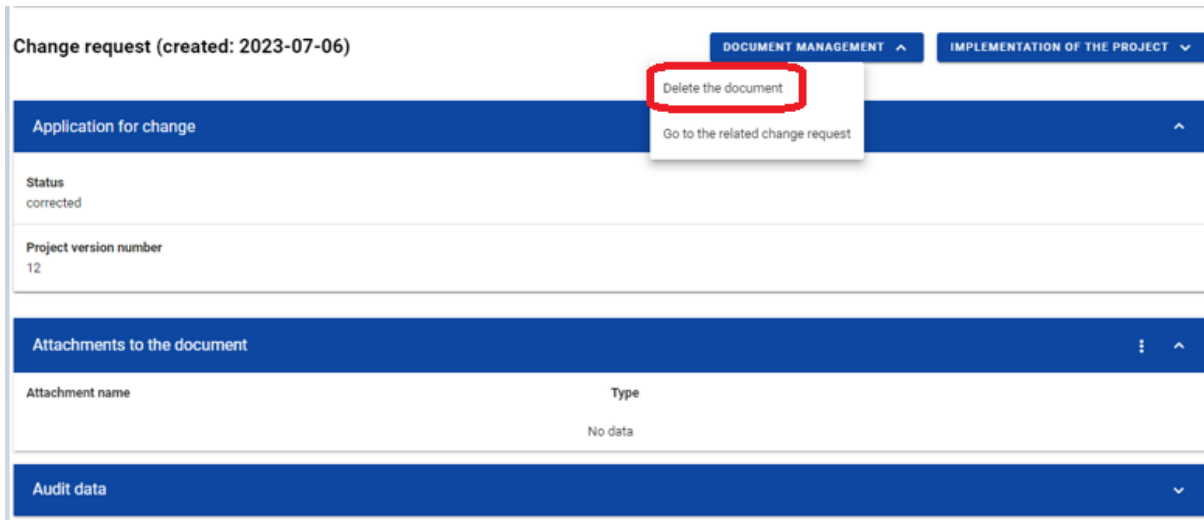 Change request (created: 2023-07-06)
DOCUMENT MANAGEMENT
IMPLEMENTATION OF THE PROJECT
Delete the document
Go to the related change request
Application for change
Status
corrected
Project version number
12
Attachments to the document
Attachment name Type
No data
Audit data